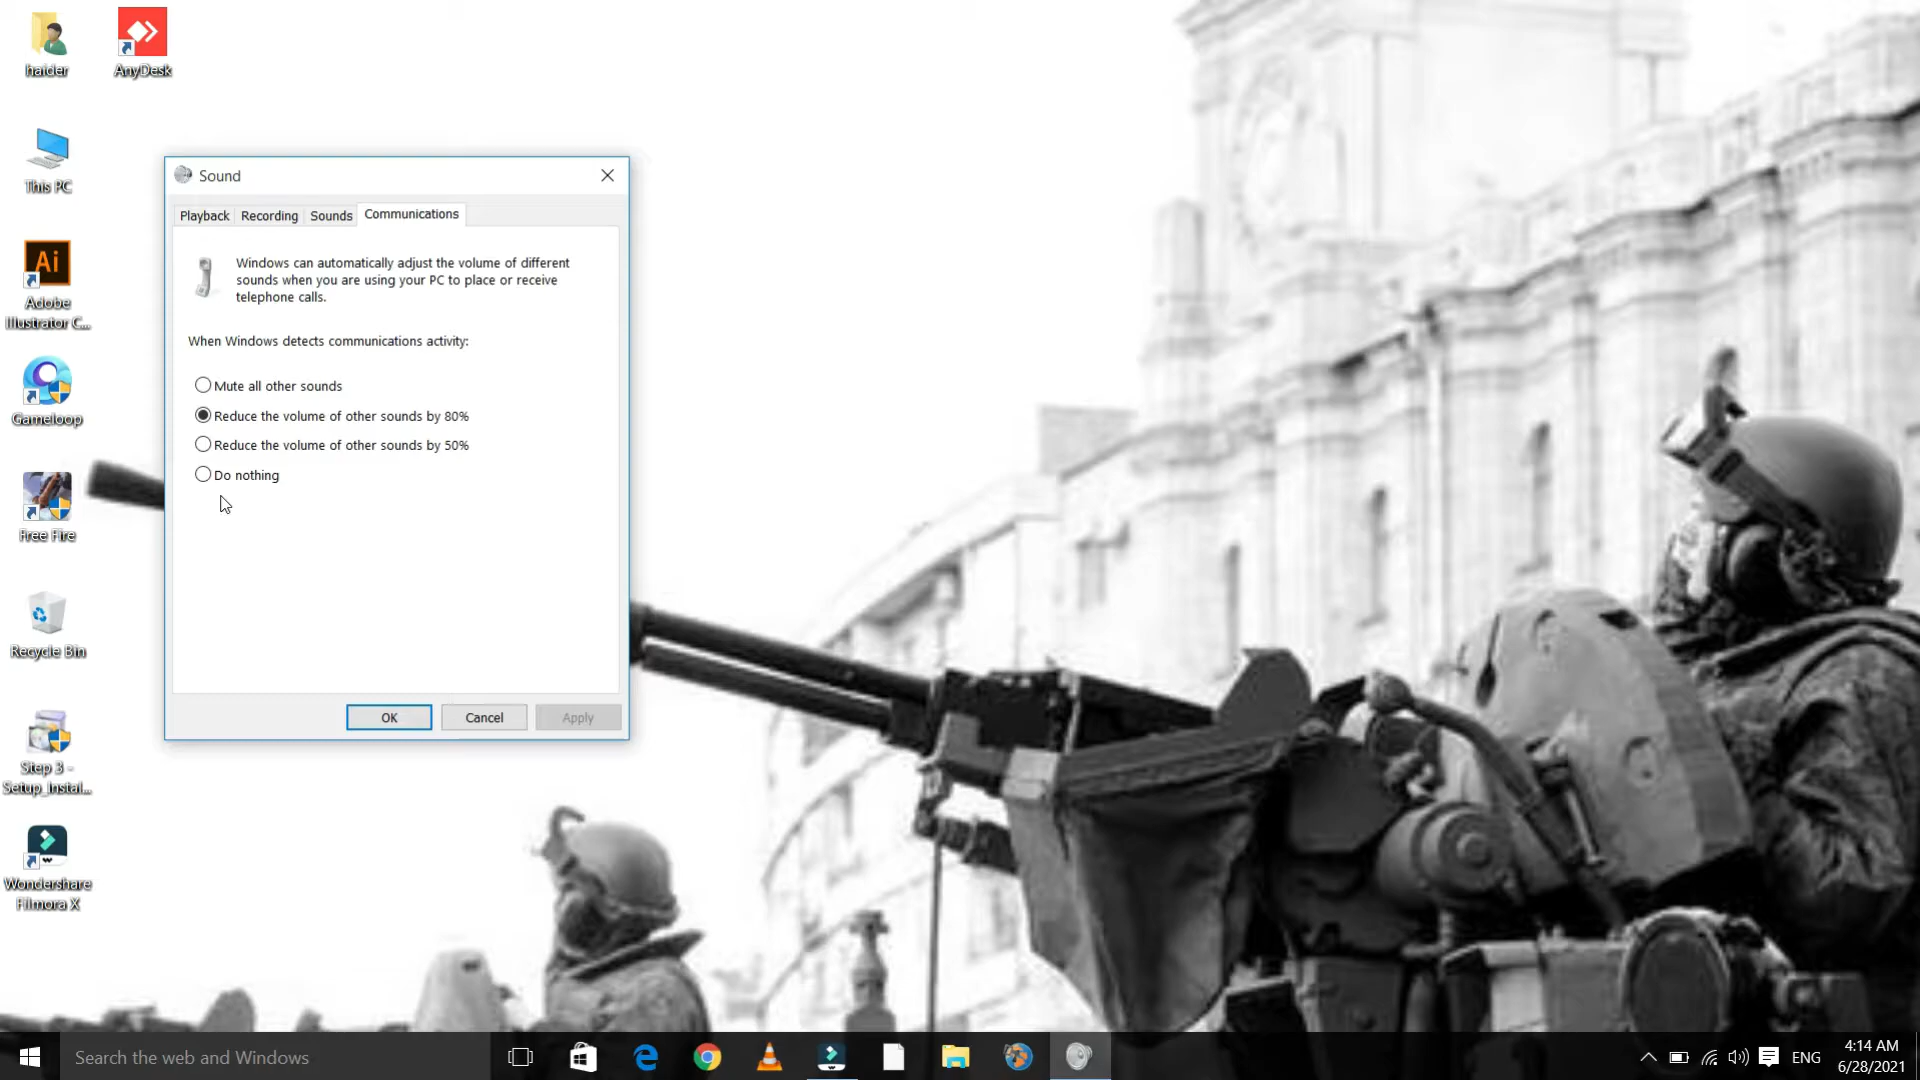 haider
AnyDesk
This PC
Ai
Adobe
Illustrator C...
Gameloop
Free Fire
Recycle Bin
Step 3 -
Setup_Instal...
Wondershare
Filmora X
Sound
Playback
Recording
Sounds
Communications
Windows can automatically adjust the volume of different
sounds when you are using your PC to place or receive
telephone calls.
When Windows detects communications activity:
Mute all other sounds
Reduce the volume of other sounds by 80%
Reduce the volume of other sounds by 50%
Do nothing
OK
Cancel
Apply
Search the web and Windows
ENG
4:14 AM
6/28/2021